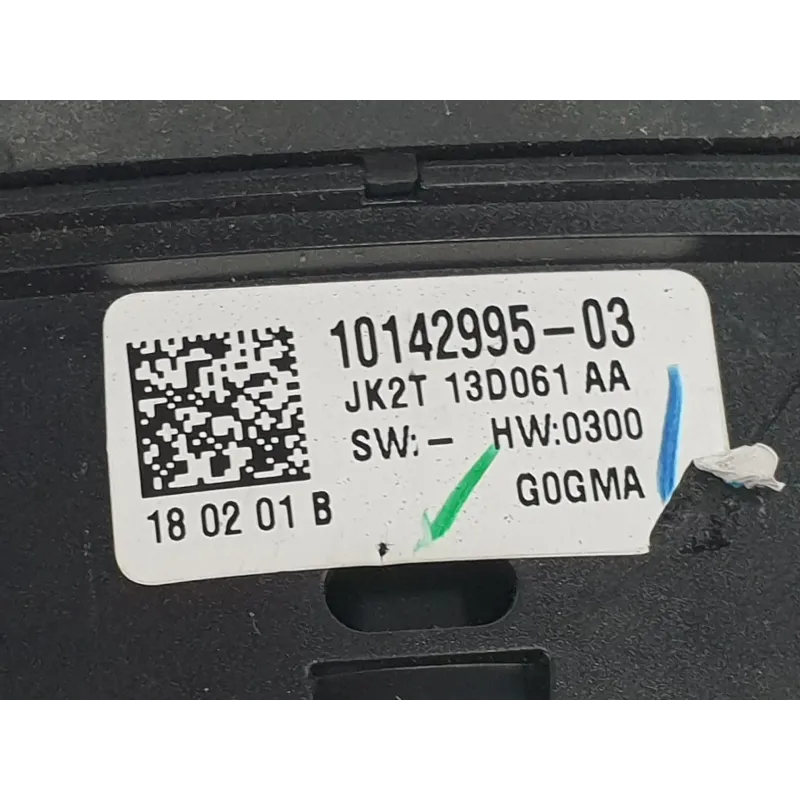 10142995-03
JK2T 13D061 AA
SW:- HW:0300
G0GMA
18 02 01 B